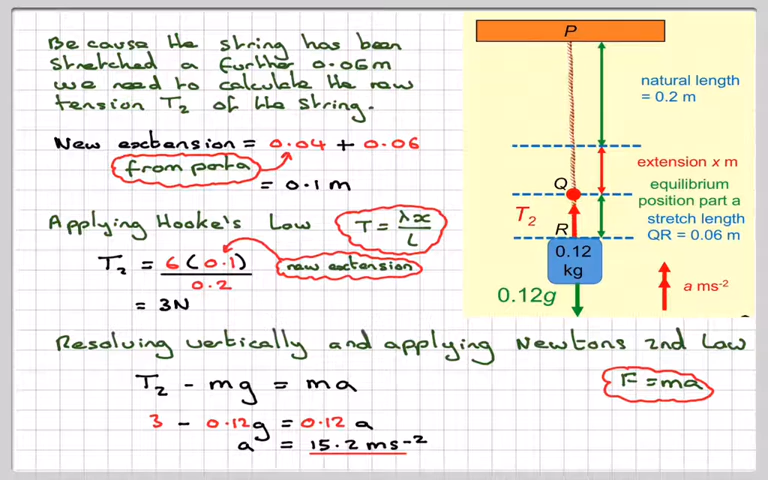 Because the string has been
stretched a further 0.06m
we need to calculate the new
tension T₂ of the string.
New exctension = 0.04 + 0.06
from parta
= 0.1m
Applying Hooke's Low
T = λx / L
T₂ = 6(0.1) / 0.2
new extension
= 3N
Resolving vertically and applying Newtons 2nd Law
T₂ - mg = ma
F = ma
3 - 0.12g = 0.12 a
a = 15.2 ms⁻²
P
natural length
= 0.2 m
extension x m
Q
equilibrium
position part a
T₂
stretch length
R
QR = 0.06 m
0.12
kg
a ms⁻²
0.12g